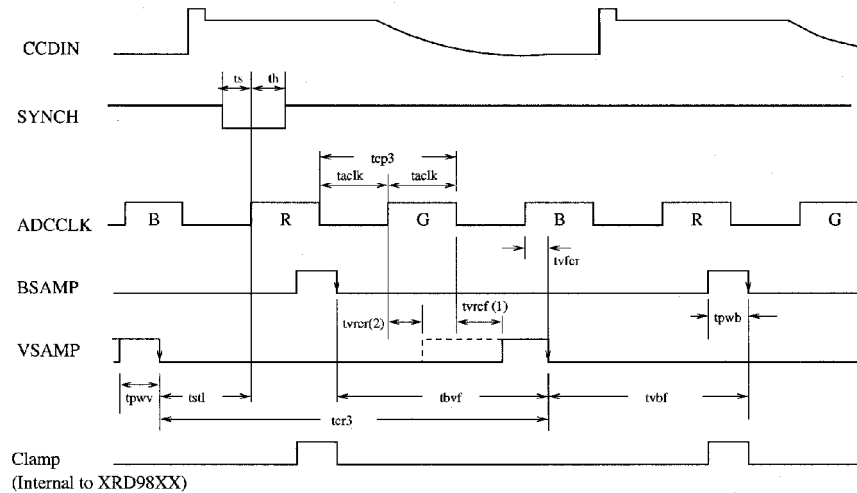 CCDIN
ts th
SYNCH
tcp3
taclk taclk
ADCCLK B R G B R G
tvfcr
BSAMP
tvrcf (1)
tvrcr(2) tpwb
VSAMP
tpwv tstl tbvf tvbf
tcr3
Clamp
(Internal to XRD98XX)